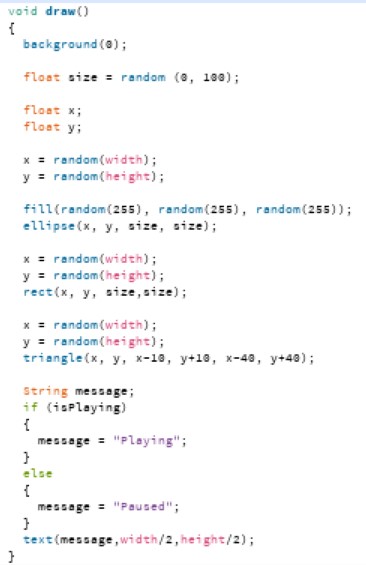 void draw()
{
background(0);
float size = random (0, 100);
float x;
float y;
x = random(width);
y = random(height);
fill(random(255), random(255), random(255));
ellipse(x, y, size, size);
x = random(width);
y = random(height);
rect(x, y, size,size);
x = random(width);
y = random(height);
triangle(x, y, x-10, y+10, x-40, y+40);
String message;
if (isPlaying)
{
message = "Playing";
}
else
{
message = "Paused";
}
text(message,width/2,height/2);
}